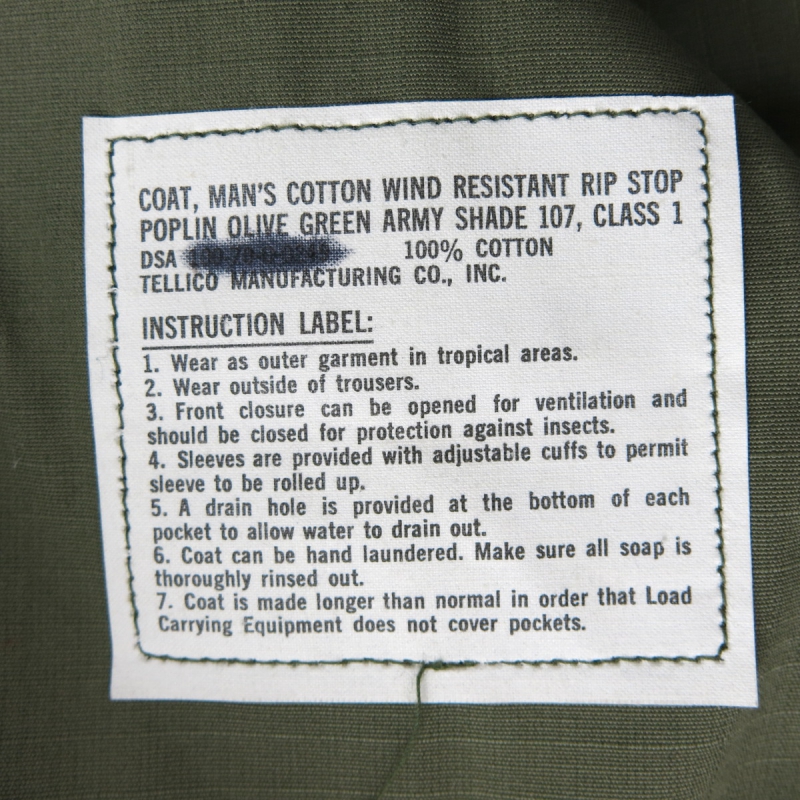 COAT, MAN'S COTTON WIND RESISTANT RIP STOP
POPLIN OLIVE GREEN ARMY SHADE 107, CLASS 1
DSA 100% COTTON
TELLICO MANUFACTURING CO., INC.
INSTRUCTION LABEL:
1. Wear as outer garment in tropical areas.
2. Wear outside of trousers.
3. Front closure can be opened for ventilation and
should be closed for protection against insects.
4. Sleeves are provided with adjustable cuffs to permit
sleeve to be rolled up.
5. A drain hole is provided at the bottom of each
pocket to allow water to drain out.
6. Coat can be hand laundered. Make sure all soap is
thoroughly rinsed out.
7. Coat is made longer than normal in order that Load
Carrying Equipment does not cover pockets.